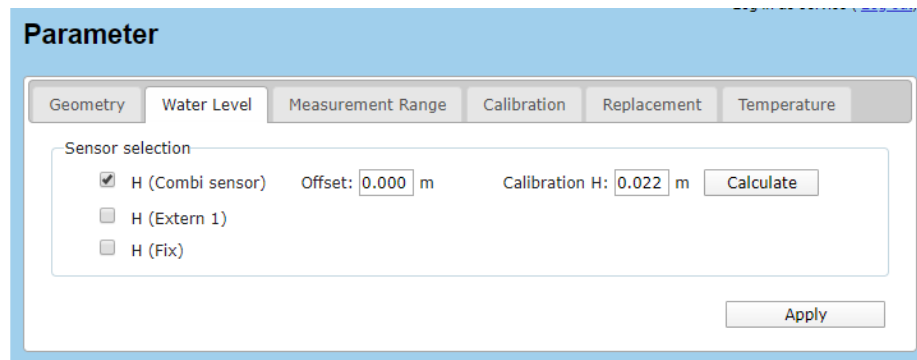 Parameter
Geometry Water Level Measurement Range Calibration Replacement Temperature
Sensor selection
H (Combi sensor) Offset: 0.000 m Calibration H: 0.022 m Calculate
H (Extern 1)
H (Fix)
Apply